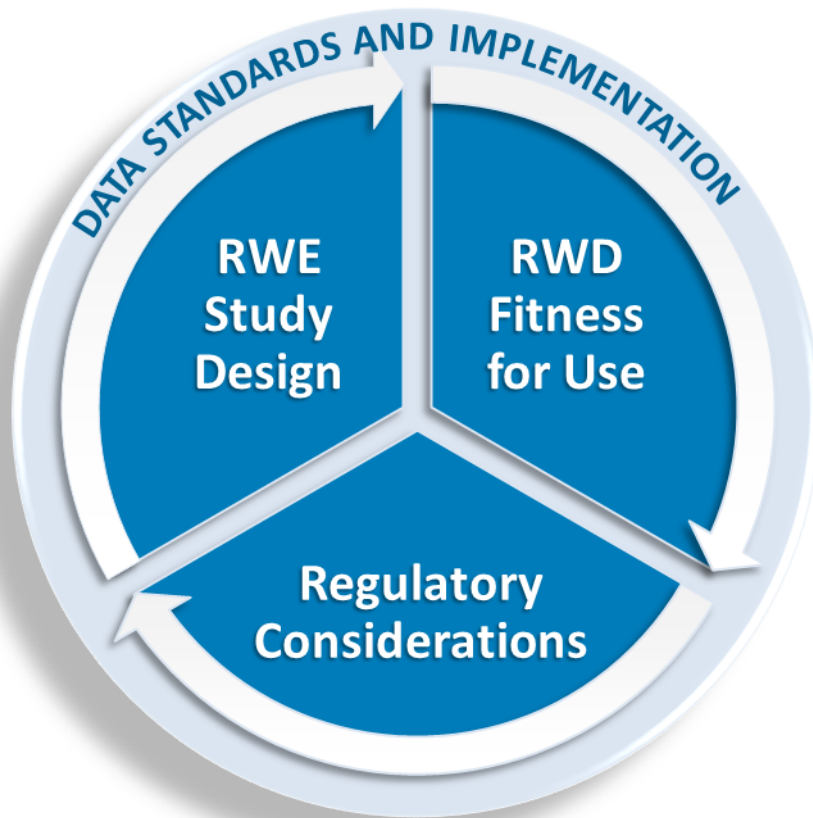 DATA STANDARDS AND IMPLEMENTATION
RWE
Study
Design
RWD
Fitness
for Use
Regulatory
Considerations